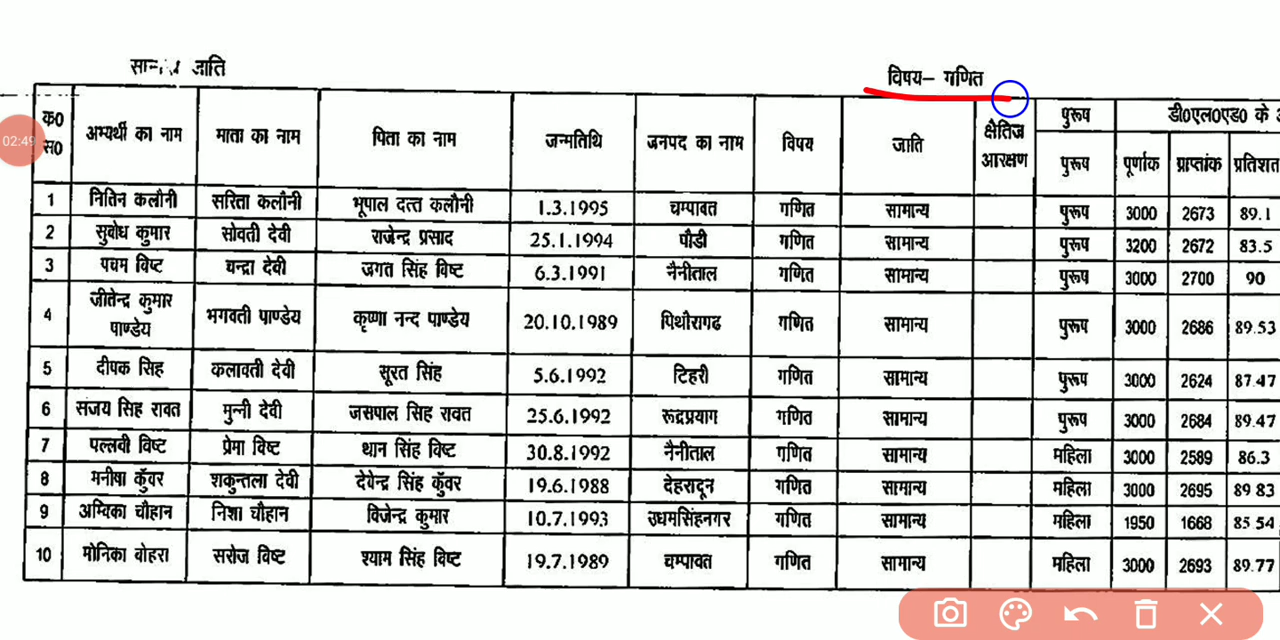 जाति
विषय– गणित
02:49
क0 स0 अभ्यर्थी का नाम माता का नाम पिता का नाम जन्मतिथि जनपद का नाम विषय जाति क्षैतिज आरक्षण पुरूष डी0एल0एड0 के
पुरूष पूर्णांक प्राप्तांक प्रतिशत
1 नितिन कलौनी सरिता कलौनी भूपाल दत्त कलौनी 1.3.1995 चम्पावत गणित सामान्य पुरूष 3000 2673 89.1
2 सुबोध कुमार सोवती देवी राजेन्द्र प्रसाद 25.1.1994 पौडी गणित सामान्य पुरूष 3200 2672 83.5
3 पचम विष्ट चन्द्रा देवी जगत सिंह विष्ट 6.3.1991 नैनीताल गणित सामान्य पुरूष 3000 2700 90
4 जीतेन्द्र कुमार पाण्डेय भगवती पाण्डेय कृष्णा नन्द पाण्डेय 20.10.1989 पिथौरागढ गणित सामान्य पुरूष 3000 2686 89.53
5 दीपक सिह कलावती देवी सूरत सिंह 5.6.1992 टिहरी गणित सामान्य पुरूष 3000 2624 87.47
6 संजय सिह रावत मुन्नी देवी जसपाल सिह रावत 25.6.1992 रूद्रप्रयाग गणित सामान्य पुरूष 3000 2684 89.47
7 पल्लवी विष्ट प्रेमा विष्ट थान सिंह विष्ट 30.8.1992 नैनीताल गणित सामान्य महिला 3000 2589 86.3
8 मनीषा कुँवर शकुन्तला देवी देवेन्द्र सिंह कुँवर 19.6.1988 देहरादून गणित सामान्य महिला 3000 2695 89 83
9 अम्विका चौहान निशा चौहान विजेन्द्र कुमार 10.7.1993 उधमसिंहनगर गणित सामान्य महिला 1950 1668 85 54
10 मोनिका वोहरा सरोज विष्ट श्याम सिंह विष्ट 19.7.1989 चम्पावत गणित सामान्य महिला 3000 2693 89.77